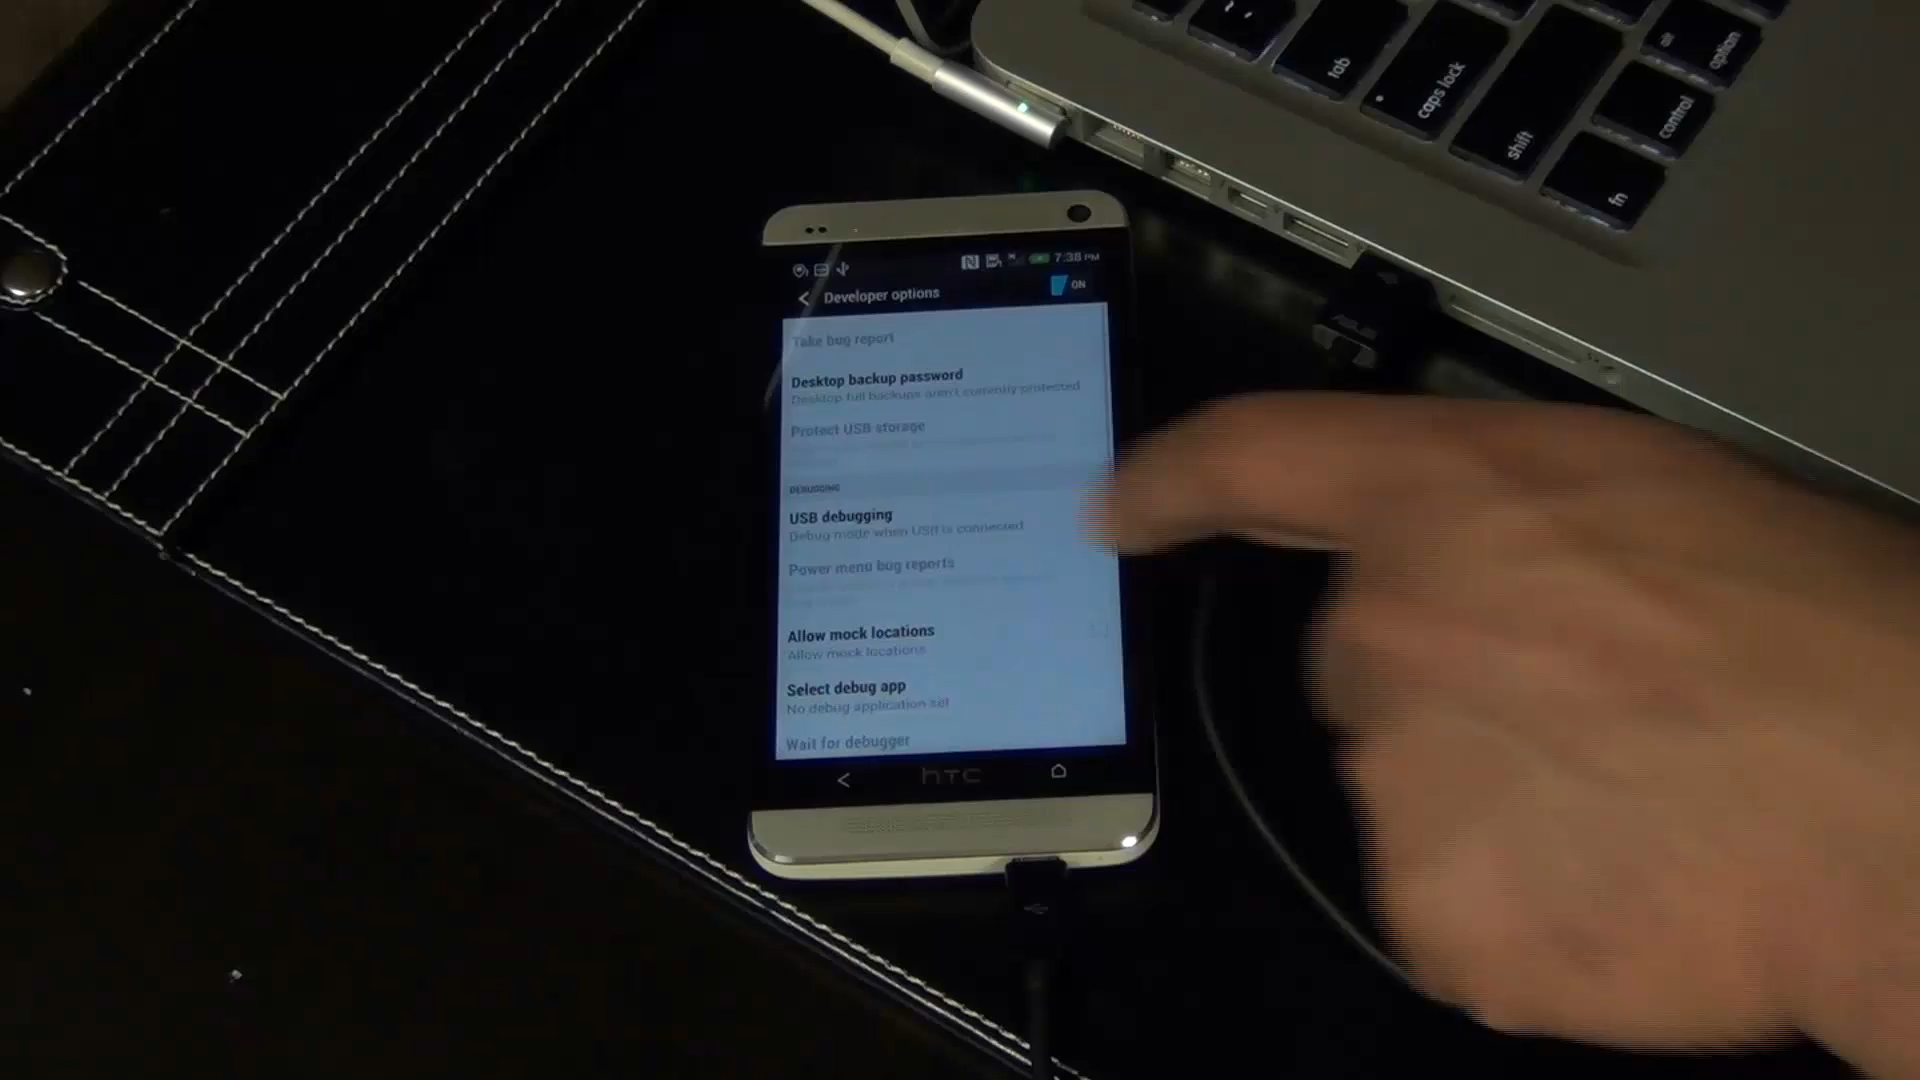 tab
caps lock
shift
alt
option
control
fn
7:38 PM
Developer options
ON
Take bug report
Desktop backup password
Desktop full backups aren't currently protected
Protect USB storage
DEBUGGING
USB debugging
Debug mode when USB is connected
Power menu bug reports
Allow mock locations
Allow mock locations
Select debug app
No debug application set
Wait for debugger
hTC
ASUS